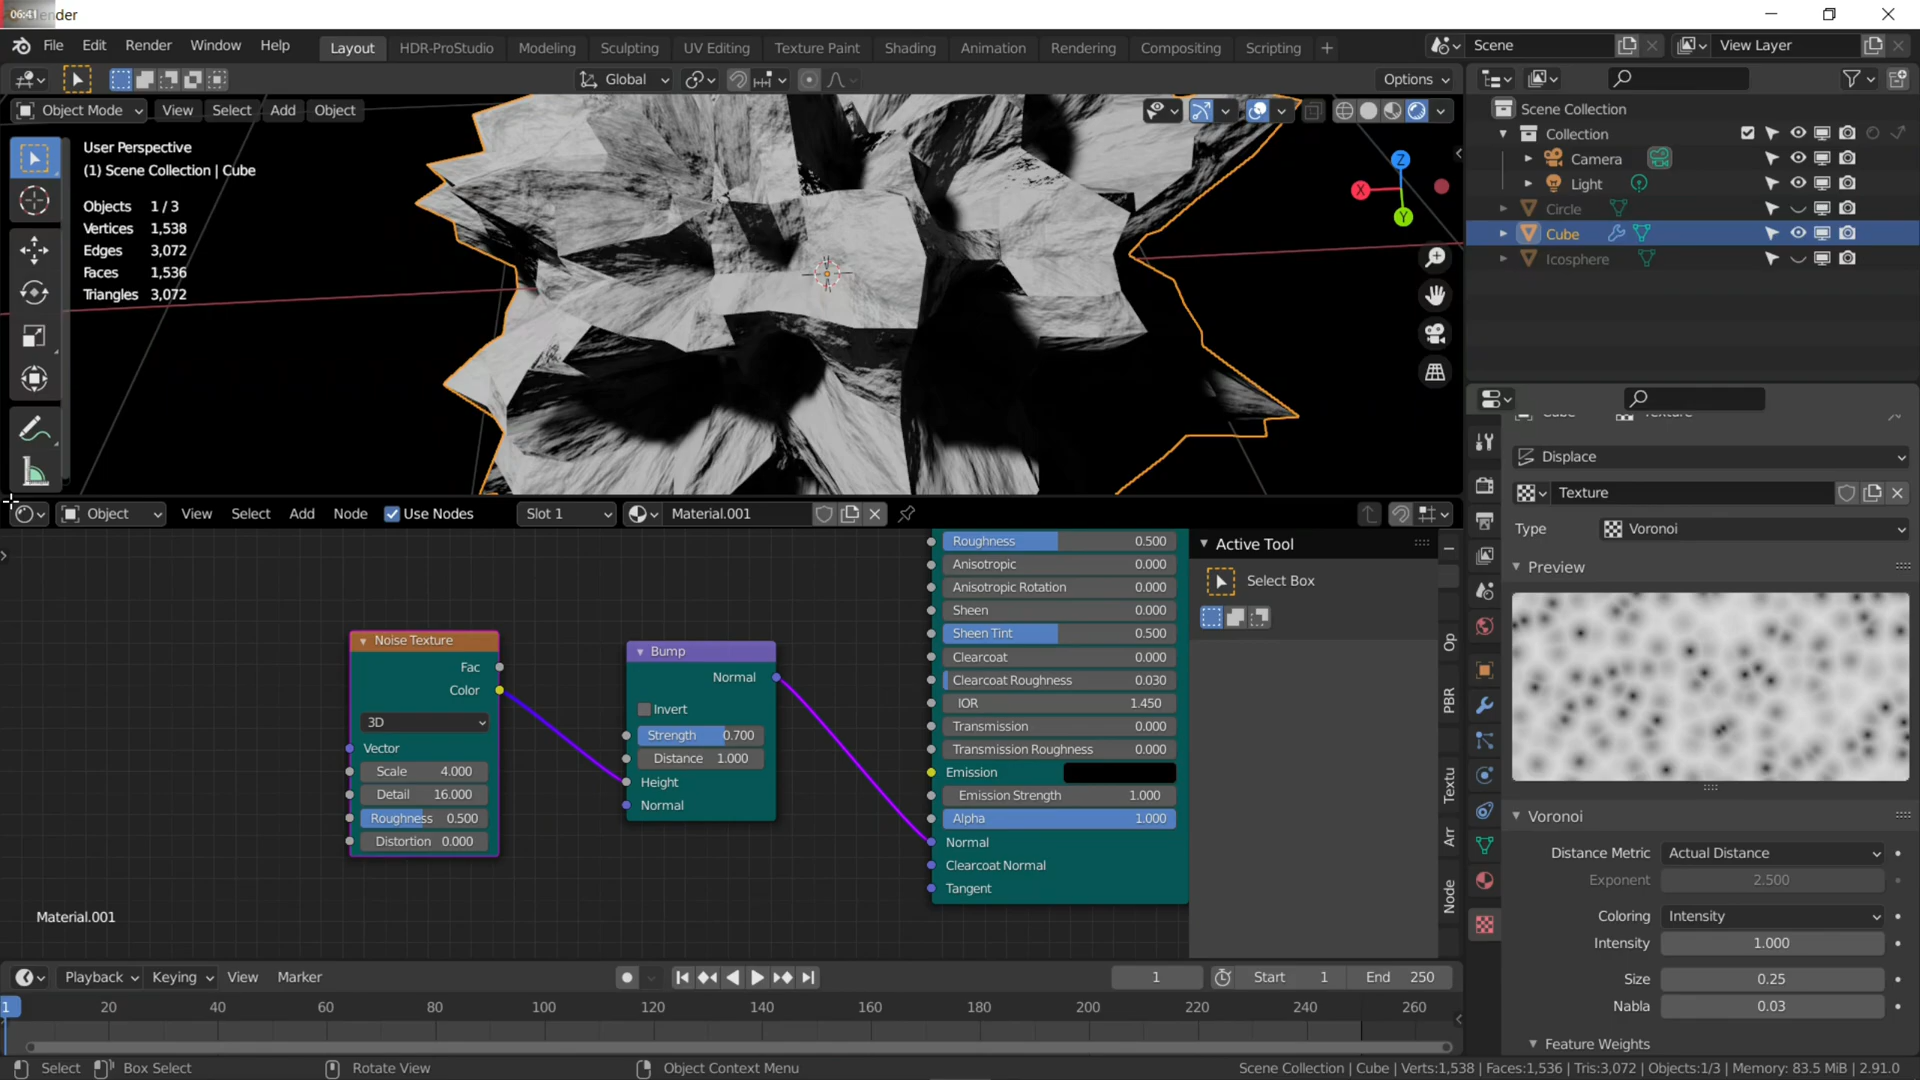 06:41 ender
File Edit Render Window Help Layout HDR-ProStudio Modeling Sculpting UV Editing Texture Paint Shading Animation Rendering Compositing Scripting + Scene View Layer
Global Options
Object Mode View Select Add Object
User Perspective
(1) Scene Collection | Cube
Objects 1 / 3
Vertices 1,538
Edges 3,072
Faces 1,536
Triangles 3,072
Z
X
Y
Scene Collection
Collection
Camera
Light
Circle
Cube
Icosphere
Texture
Type Voronoi
Displace
Preview
Voronoi
Distance Metric Actual Distance
Exponent 2.500
Coloring Intensity
Intensity 1.000
Size 0.25
Nabla 0.03
Feature Weights
Object View Select Add Node Use Nodes Slot 1 Material.001
Noise Texture
Fac
Color
3D
Vector
Scale 4.000
Detail 16.000
Roughness 0.500
Distortion 0.000
Bump
Normal
Invert
Strength 0.700
Distance 1.000
Height
Normal
Roughness 0.500
Anisotropic 0.000
Anisotropic Rotation 0.000
Sheen 0.000
Sheen Tint 0.500
Clearcoat 0.000
Clearcoat Roughness 0.030
IOR 1.450
Transmission 0.000
Transmission Roughness 0.000
Emission
Emission Strength 1.000
Alpha 1.000
Normal
Clearcoat Normal
Tangent
Active Tool
Select Box
Op
PBR
Textu
Arr
Node
Material.001
Playback Keying View Marker 1 Start 1 End 250
1 20 40 60 80 100 120 140 160 180 200 220 240 260
Select Box Select Rotate View Object Context Menu Scene Collection | Cube | Verts:1,538 | Faces:1,536 | Tris:3,072 | Objects:1/3 | Memory: 83.5 MiB | 2.91.0